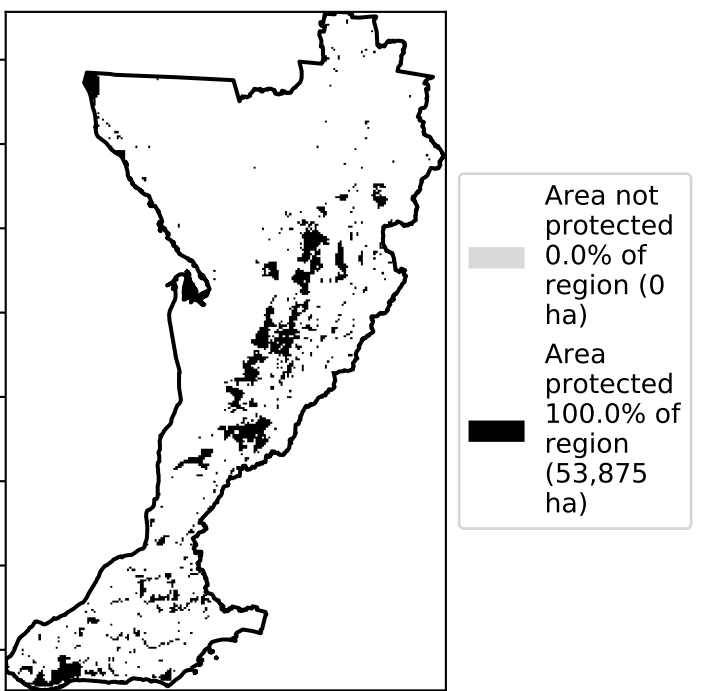 Area not
protected
0.0% of
region (0
ha)
Area
protected
100.0% of
region
(53,875
ha)